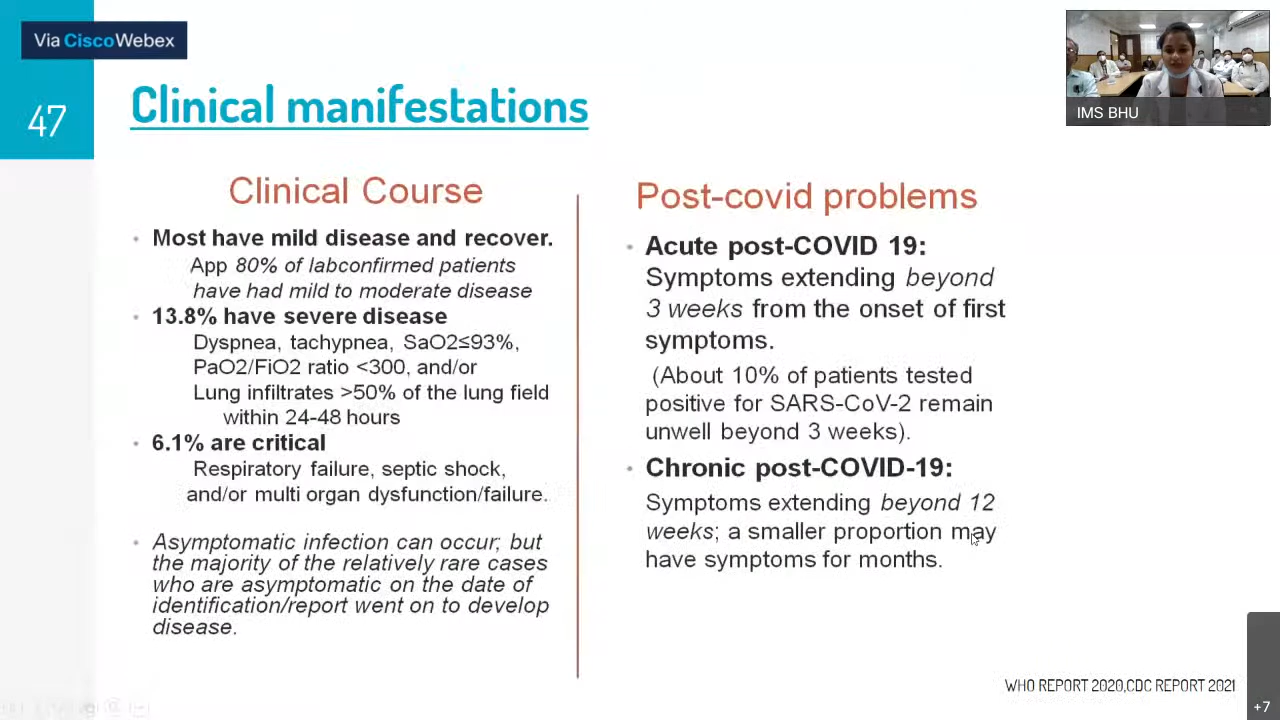 Via CiscoWebex
47
Clinical manifestations
IMS BHU
Clinical Course
Most have mild disease and recover.
App 80% of labconfirmed patients
have had mild to moderate disease
13.8% have severe disease
Dyspnea, tachypnea, SaO2≤93%,
PaO2/FiO2 ratio <300, and/or
Lung infiltrates >50% of the lung field
within 24-48 hours
6.1% are critical
Respiratory failure, septic shock,
and/or multi organ dysfunction/failure.
Asymptomatic infection can occur, but
the majority of the relatively rare cases
who are asymptomatic on the date of
identification/report went on to develop
disease.
Post-covid problems
Acute post-COVID 19:
Symptoms extending beyond
3 weeks from the onset of first
symptoms.
(About 10% of patients tested
positive for SARS-CoV-2 remain
unwell beyond 3 weeks).
Chronic post-COVID-19:
Symptoms extending beyond 12
weeks; a smaller proportion may
have symptoms for months.
WHO REPORT 2020,CDC REPORT 2021
+7